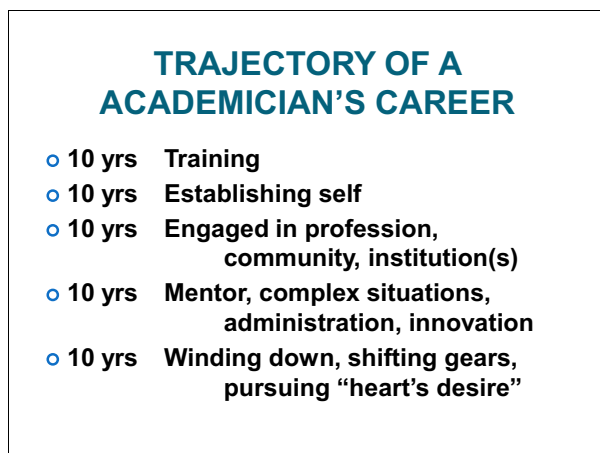 TRAJECTORY OF A
ACADEMICIAN’S CAREER
10 yrs Training
10 yrs Establishing self
10 yrs Engaged in profession,
community, institution(s)
10 yrs Mentor, complex situations,
administration, innovation
10 yrs Winding down, shifting gears,
pursuing “heart’s desire”